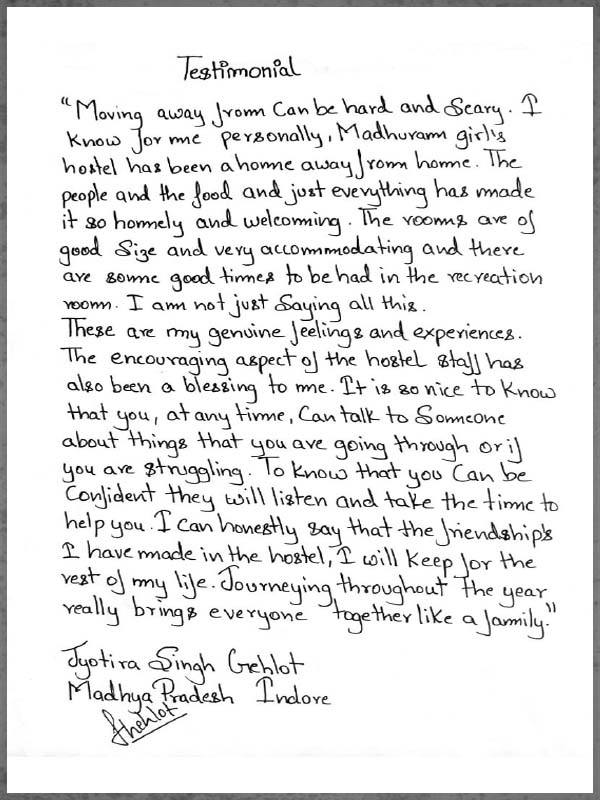 Testimonial
"Moving away from Can be hard and Scary. I
Know for me personally, Madhuram girl's
hostel has been a home away from home. The
people and the food and just everything has made
it so homely and welcoming. The rooms are of
good Size and very accommodating and there
are some good times to be had in the recreation
room. I am not just Saying all this.
These are my genuine feelings and experiences.
The encouraging aspect of the hostel staff has
also been a blessing to me. It is so nice to Know
that you, at any time, Can talk to Someone
about things that you are going through or if
you are struggling. To know that you Can be
Confident they will listen and take the time to
help you. I can honestly say that the friendship's
I have made in the hostel, I will Keep for the
rest of my life. Journeying throughout the year
really brings everyone together like a family."
Jyotira Singh Gehlot
Madhya Pradesh Indore